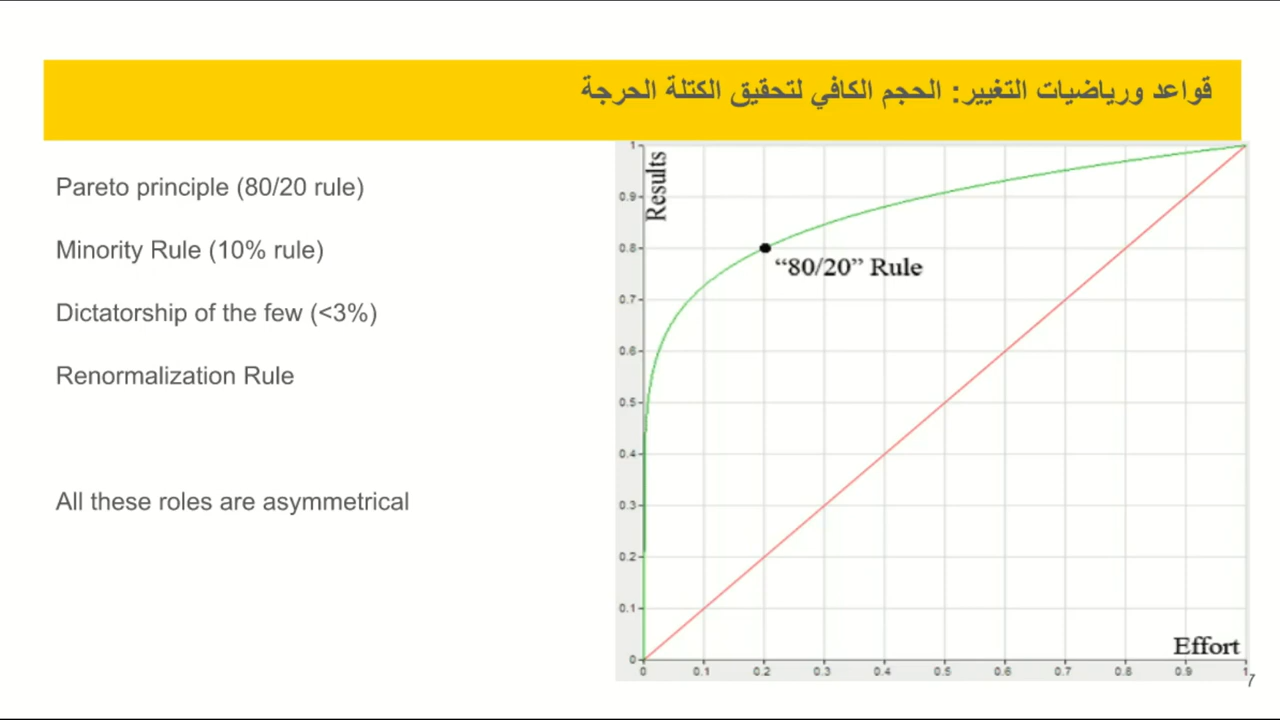 قواعد ورياضيات التغيير: الحجم الكافي لتحقيق الكتلة الحرجة
Pareto principle (80/20 rule)
Minority Rule (10% rule)
Dictatorship of the few (<3%)
Renormalization Rule
All these roles are asymmetrical
Results
1
0.9
0.8
0.7
0.6
0.5
0.4
0.3
0.2
0.1
0
“80/20” Rule
Effort
0 0.1 0.2 0.3 0.4 0.5 0.6 0.7 0.8 0.9 1
7